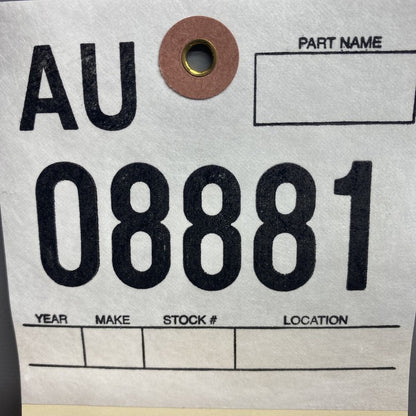 AU
PART NAME
08881
YEAR MAKE STOCK # LOCATION